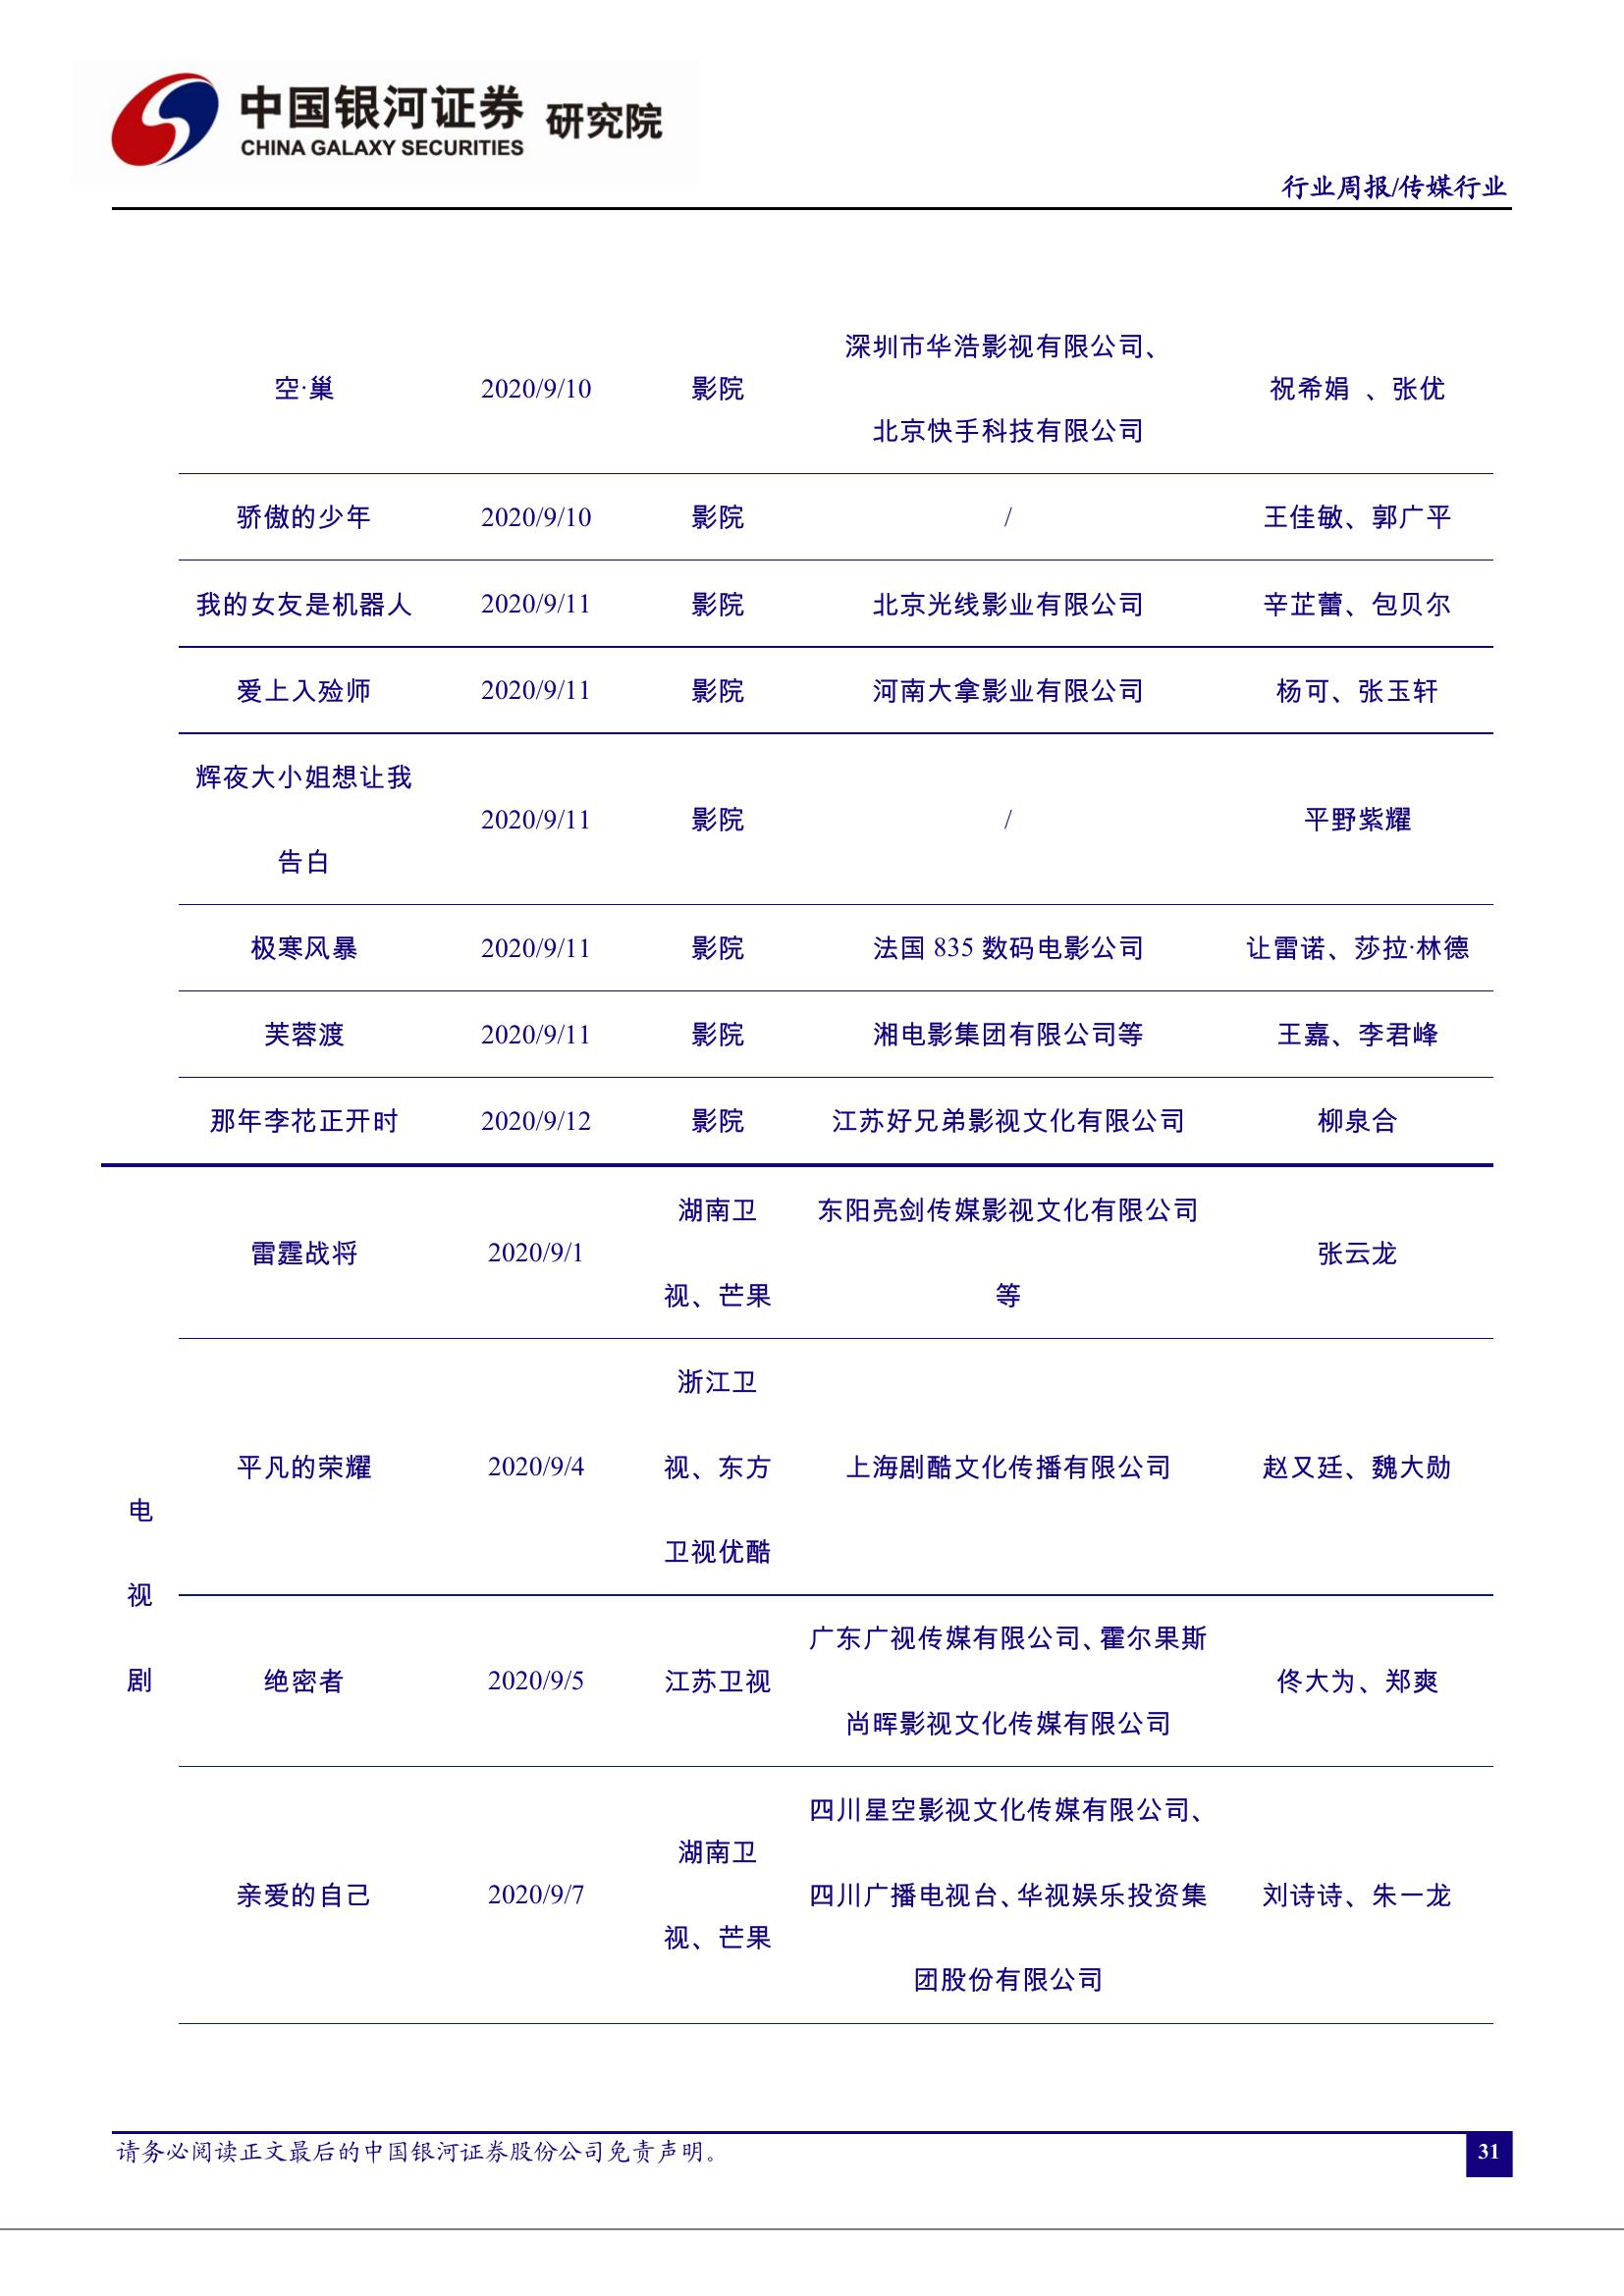 中国银河证券 研究院
CHINA GALAXY SECURITIES
行业周报/传媒行业
深圳市华浩影视有限公司、
空·巢 2020/9/10 影院 祝希娟 、张优
北京快手科技有限公司
骄傲的少年 2020/9/10 影院 / 王佳敏、郭广平
我的女友是机器人 2020/9/11 影院 北京光线影业有限公司 辛芷蕾、包贝尔
爱上入殓师 2020/9/11 影院 河南大拿影业有限公司 杨可、张玉轩
辉夜大小姐想让我
2020/9/11 影院 / 平野紫耀
告白
极寒风暴 2020/9/11 影院 法国 835 数码电影公司 让雷诺、莎拉·林德
芙蓉渡 2020/9/11 影院 湘电影集团有限公司等 王嘉、李君峰
那年李花正开时 2020/9/12 影院 江苏好兄弟影视文化有限公司 柳泉合
湖南卫 东阳亮剑传媒影视文化有限公司
雷霆战将 2020/9/1 张云龙
视、芒果 等
浙江卫
平凡的荣耀 2020/9/4 视、东方 上海剧酷文化传播有限公司 赵又廷、魏大勋
电
卫视优酷
视
广东广视传媒有限公司、霍尔果斯
剧 绝密者 2020/9/5 江苏卫视 佟大为、郑爽
尚晖影视文化传媒有限公司
四川星空影视文化传媒有限公司、
湖南卫
亲爱的自己 2020/9/7 四川广播电视台、华视娱乐投资集 刘诗诗、朱一龙
视、芒果
团股份有限公司
请务必阅读正文最后的中国银河证券股份公司免责声明。 31